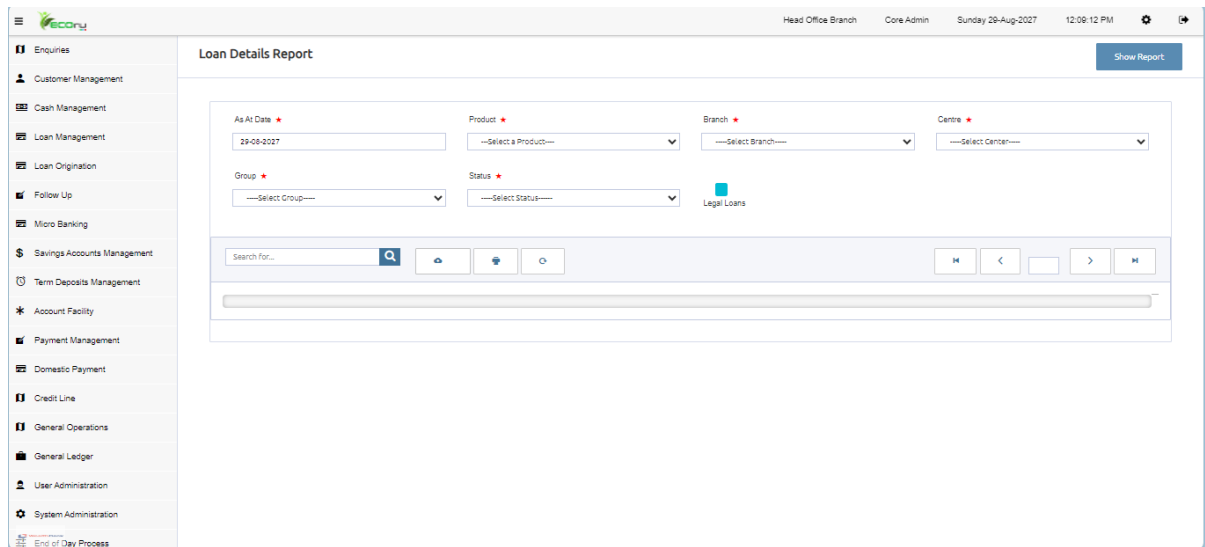 ecory
Head Office Branch Core Admin Sunday 29-Aug-2027 12:09:12 PM
Enquiries
Customer Management
Cash Management
Loan Management
Loan Origination
Follow Up
Micro Banking
Savings Accounts Management
Term Deposits Management
Account Facility
Payment Management
Domestic Payment
Credit Line
General Operations
General Ledger
User Administration
System Administration
End of Day Process
Loan Details Report
Show Report
As At Date ★ Product ★ Branch ★ Centre ★
29-08-2027 ---Select a Product---- -----Select Branch----- -----Select Center-----
Group ★ Status ★
-----Select Group----- -----Select Status------
Legal Loans
Search for...